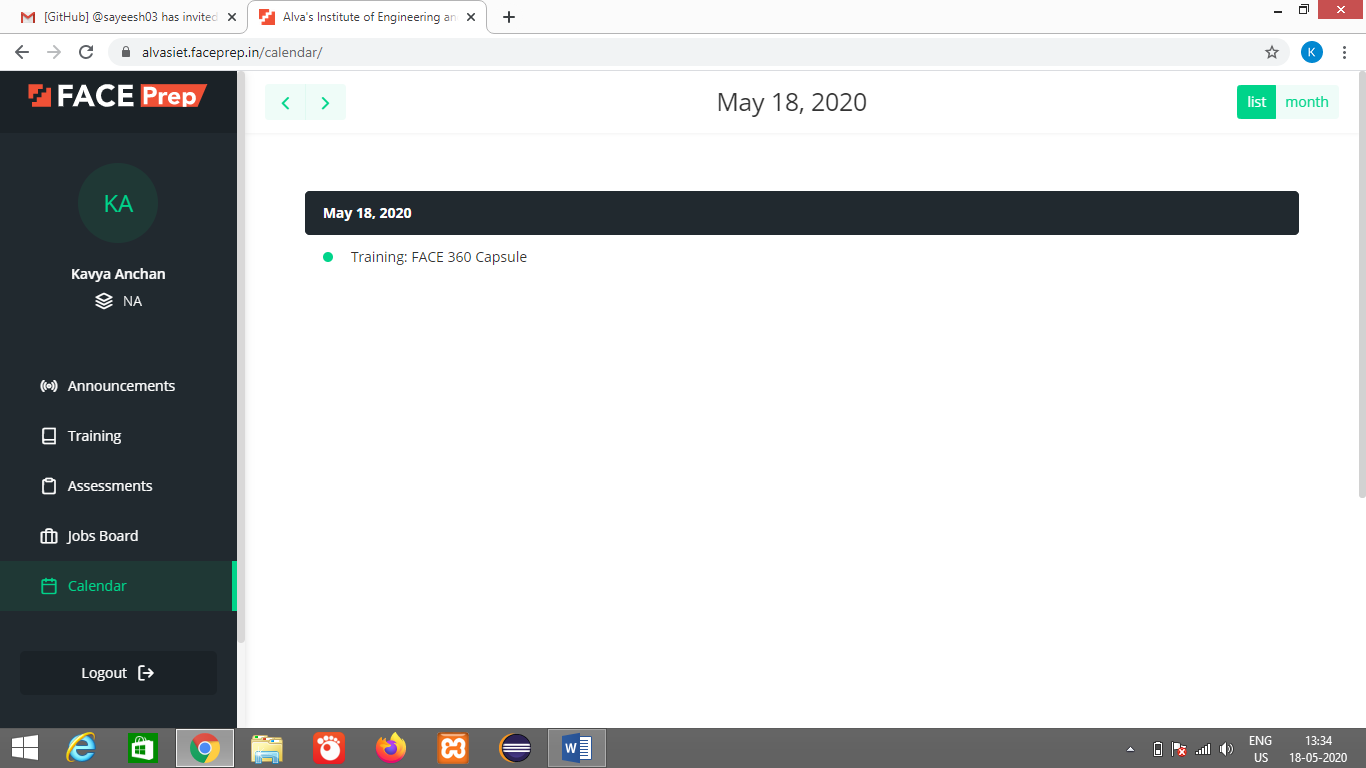 [GitHub] @sayeesh03 has invited
Alva's Institute of Engineering an
alvasiet.faceprep.in/calendar/
K
FACE Prep
May 18, 2020
list
month
KA
Kavya Anchan
NA
May 18, 2020
Training: FACE 360 Capsule
Announcements
Training
Assessments
Jobs Board
Calendar
Logout
ENG
US
13:34
18-05-2020